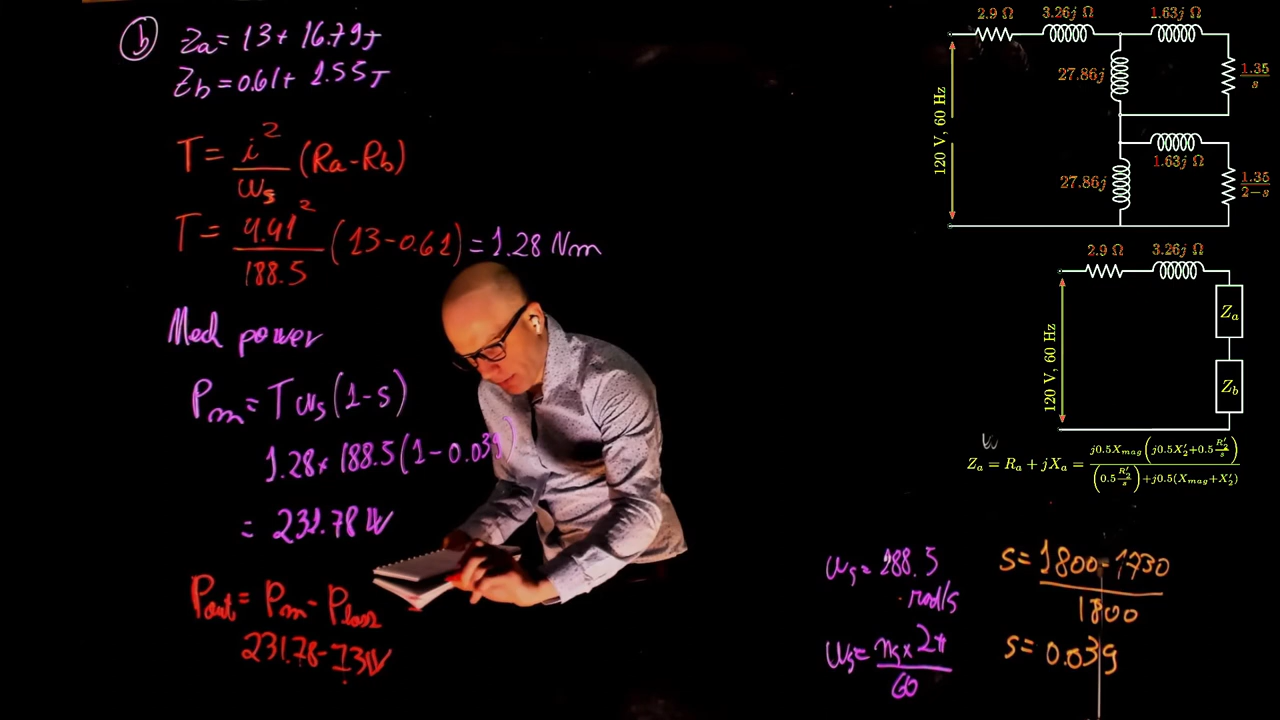 b
Za= 13+ 16.79J
Zb=0.61+ 1.55J
T= i² / ωs (Ra-Rb)
T= 4.41² / 188.5 (13-0.61) = 1.28 Nm
Mech power
Pm= Tωs(1-s)
1.28× 188.5(1-0.039)
= 231.78 W
Pout= Pm- Ploss
231.78-73W
2.9 Ω 3.26j Ω 1.63j Ω
27.86j 1.35/s
120 V, 60 Hz
1.63j Ω
27.86j 1.35/2-s
2.9 Ω 3.26j Ω
120 V, 60 Hz
Za
Zb
Za = Ra + jXa = j0.5Xmag(j0.5X'2+0.5 R'2/s) / (0.5 R'2/s)+j0.5(Xmag+X'2)
ωs= 188.5
rad/s
ωs= ns× 2π / 60
s= 1800-1730 / 1800
s= 0.039